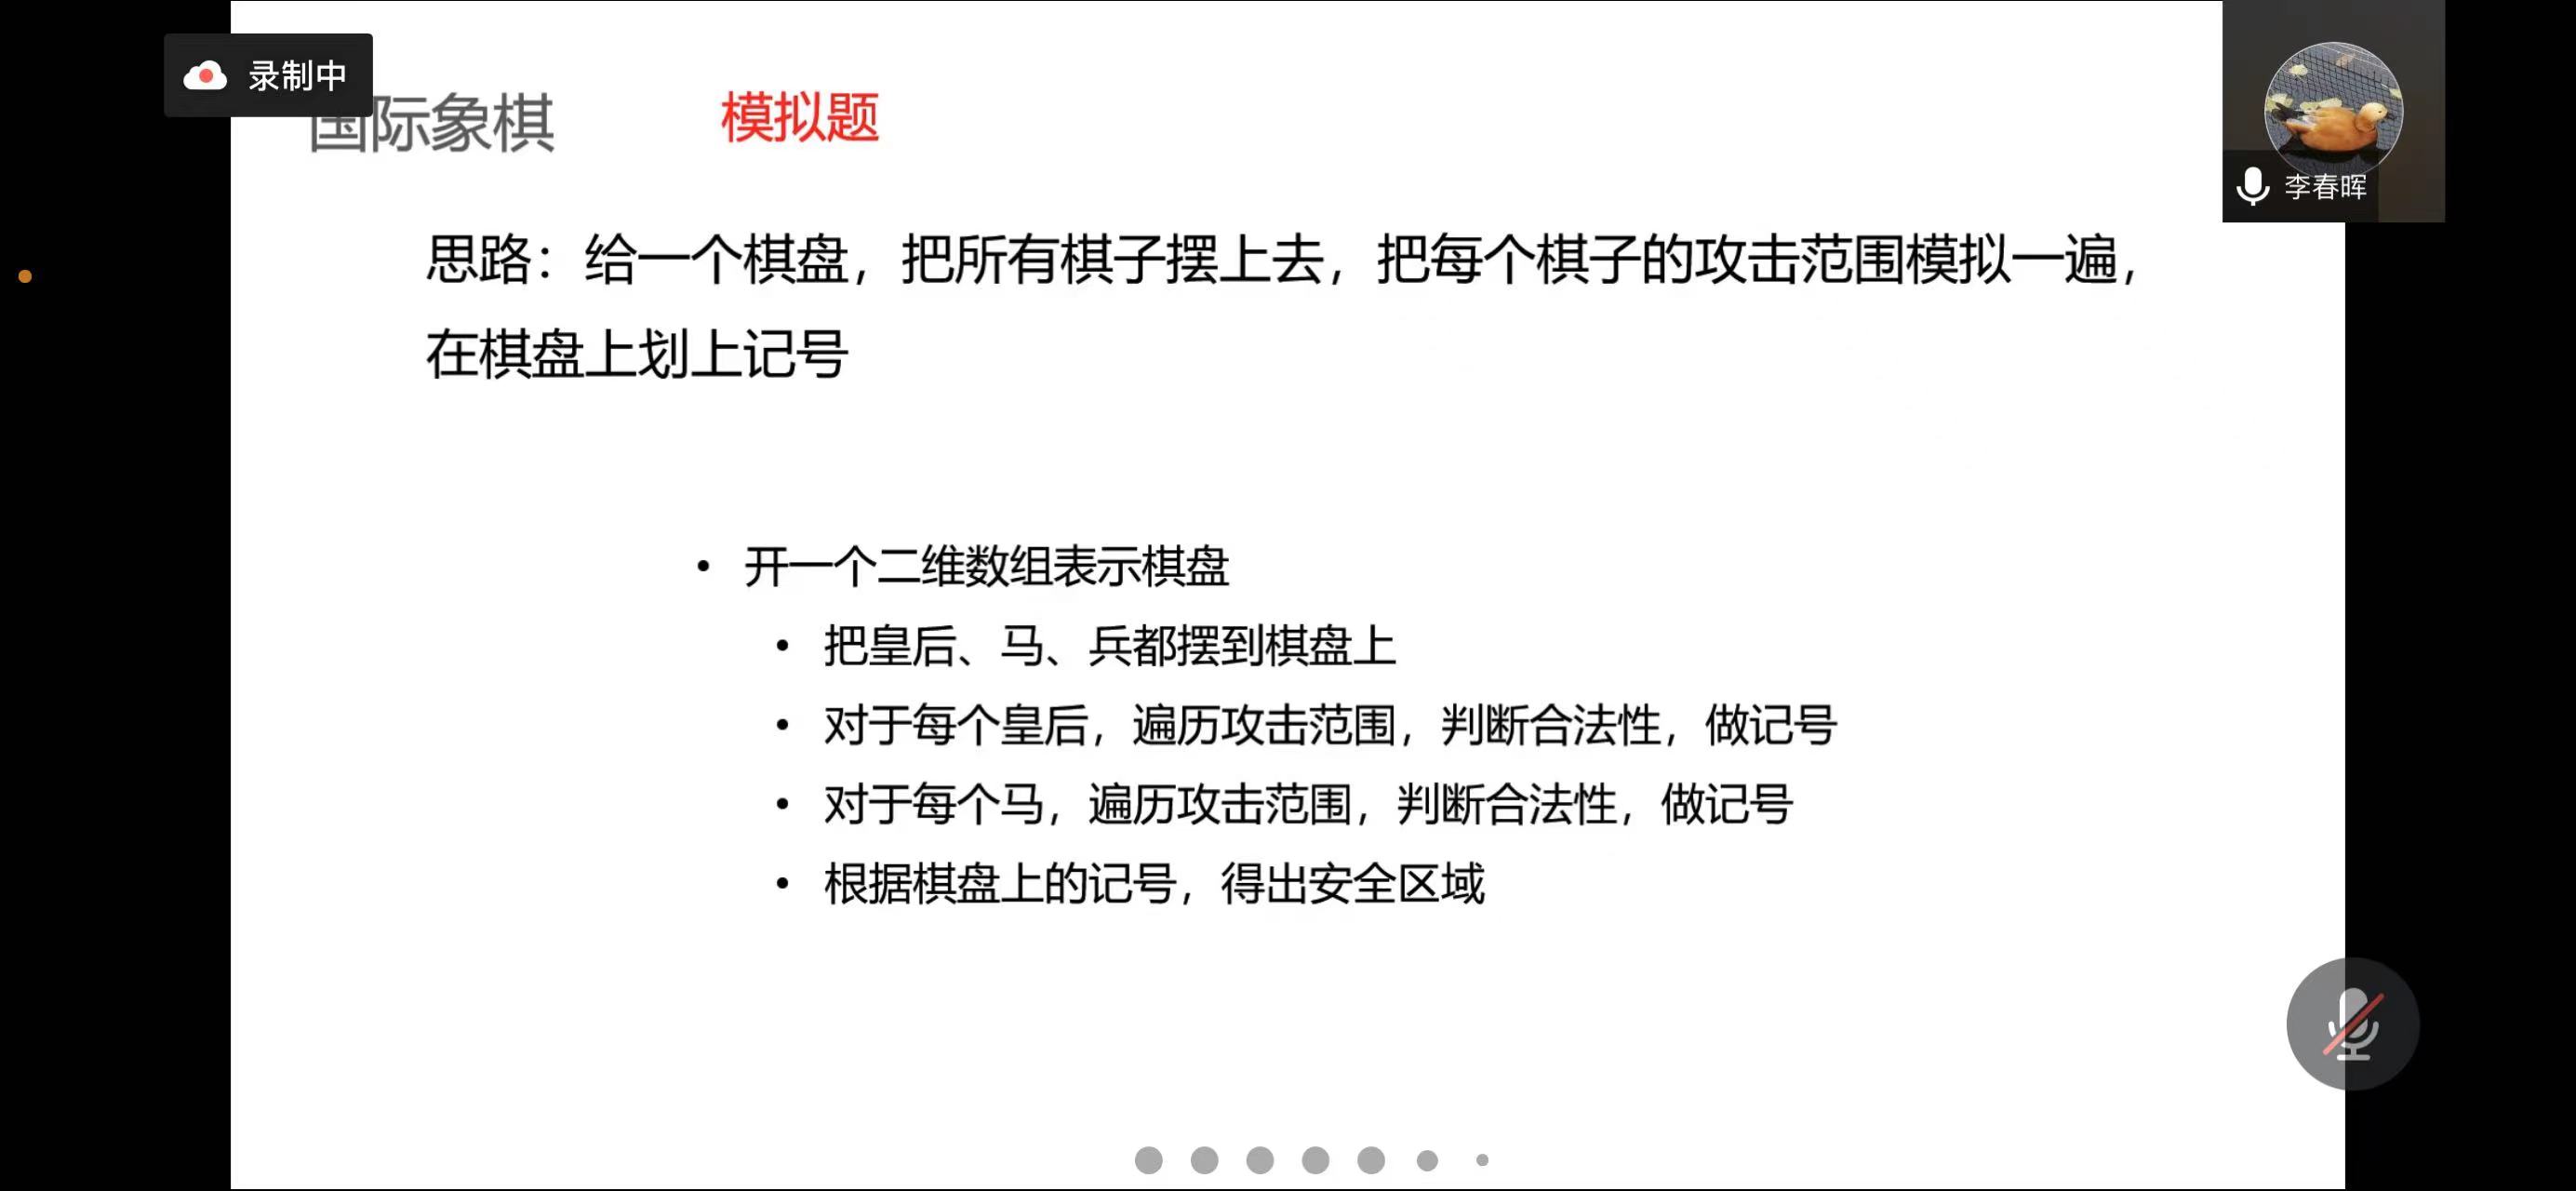 录制中
国际象棋 模拟题
李春晖
思路：给一个棋盘，把所有棋子摆上去，把每个棋子的攻击范围模拟一遍，
在棋盘上划上记号
• 开一个二维数组表示棋盘
• 把皇后、马、兵都摆到棋盘上
• 对于每个皇后，遍历攻击范围，判断合法性，做记号
• 对于每个马，遍历攻击范围，判断合法性，做记号
• 根据棋盘上的记号，得出安全区域